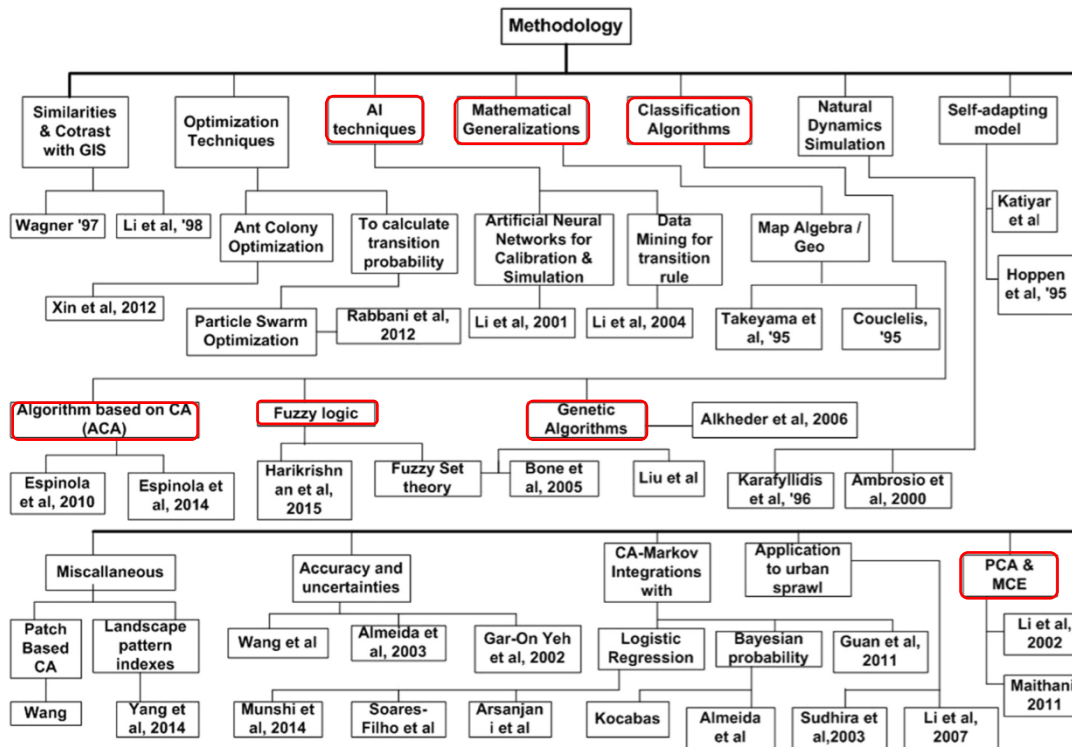 Methodology
Similarities
& Cotrast
with GIS
Optimization
Techniques
AI
techniques
Mathematical
Generalizations
Classification
Algorithms
Natural
Dynamics
Simulation
Self-adapting
model
Wagner '97
Li et al, '98
Ant Colony
Optimization
To calculate
transition
probability
Artificial Neural
Networks for
Calibration &
Simulation
Data
Mining for
transition
rule
Map Algebra /
Geo
Katiyar
et al
Hoppen
et al, '95
Xin et al, 2012
Particle Swarm
Optimization
Rabbani et al,
2012
Li et al, 2001
Li et al, 2004
Takeyama et
al, '95
Couclelis,
'95
Algorithm based on CA
(ACA)
Fuzzy logic
Genetic
Algorithms
Alkheder et al, 2006
Espinola
et al, 2010
Espinola et
al, 2014
Harikrishn
an et al,
2015
Fuzzy Set
theory
Bone et
al, 2005
Liu et al
Karafyllidis
et al, '96
Ambrosio et
al, 2000
Miscallaneous
Accuracy and
uncertainties
CA-Markov
Integrations
with
Application
to urban
sprawl
PCA &
MCE
Patch
Based
CA
Landscape
pattern
indexes
Wang et al
Almeida et
al, 2003
Gar-On Yeh
et al, 2002
Logistic
Regression
Bayesian
probability
Guan et al,
2011
Li et al,
2002
Maithani
2011
Wang
Yang et
al, 2014
Munshi et
al, 2014
Soares-
Filho et al
Arsanjan
i et al
Kocabas
Almeida
et al
Sudhira
et al,2003
Li et al,
2007